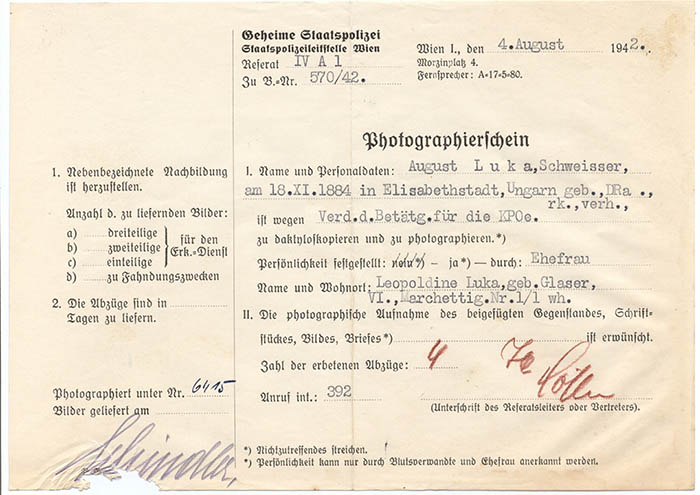 Geheime Staatspolizei
Staatspolizeileitstelle Wien
Referat IV A 1
Zu B.-Nr. 570/42.
Wien I., den 4.August 1942.
Morzinplatz 4.
Fernsprecher: A-17-5-80.
Photographierschein
1. Nebenbezeichnete Nachbildung
ist herzustellen.
Anzahl d. zu liefernden Bilder:
a) dreiteilige
b) zweiteilige
c) einteilige
für den
Erk.-Dienst
d) zu Fahndungszwecken
2. Die Abzüge sind in
Tagen zu liefern.
Photographiert unter Nr. 6415
Bilder geliefert am
Schindler
I. Name und Personaldaten: August L u k a,Schweisser,
am 18.XI.1884 in Elisabethstadt,Ungarn geb.,DRa.,
rk.,verh.,
ist wegen Verd.d.Betätg.für die KPOe.
zu daktyloskopieren und zu photographieren.*)
Persönlichkeit festgestellt: nein*) – ja*) – durch: Ehefrau
Name und Wohnort: Leopoldine Luka,geb.Glaser,
VI.,Marchettig.Nr.1/1 wh.
II. Die photographische Aufnahme des beigefügten Gegenstandes, Schrift-
stückes, Bildes, Briefes*) ist erwünscht.
Zahl der erbetenen Abzüge: 4
Anruf int.: 392
(Unterschrift des Referatsleiters oder Vertreters).
*) Nichtzutreffendes streichen.
*) Persönlichkeit kann nur durch Blutsverwandte und Ehefrau anerkannt werden.